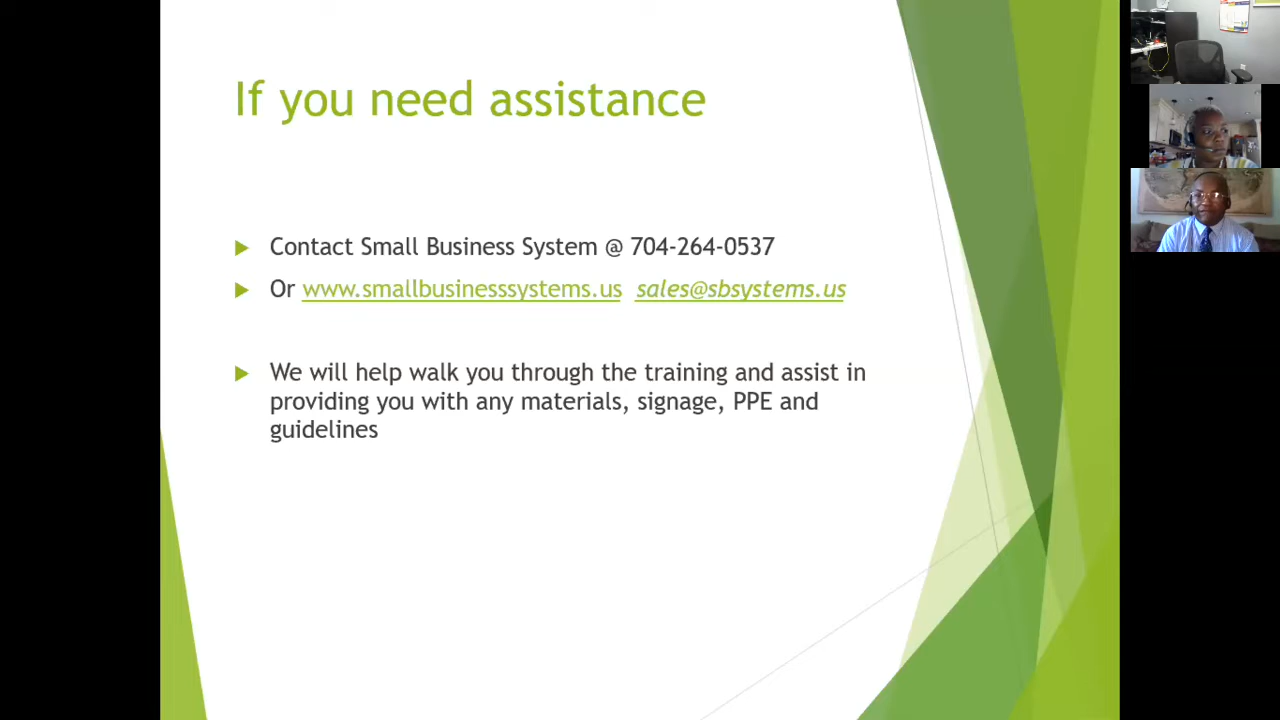 If you need assistance
Contact Small Business System @ 704-264-0537
Or www.smallbusinesssystems.us sales@sbsystems.us
We will help walk you through the training and assist in
providing you with any materials, signage, PPE and
guidelines